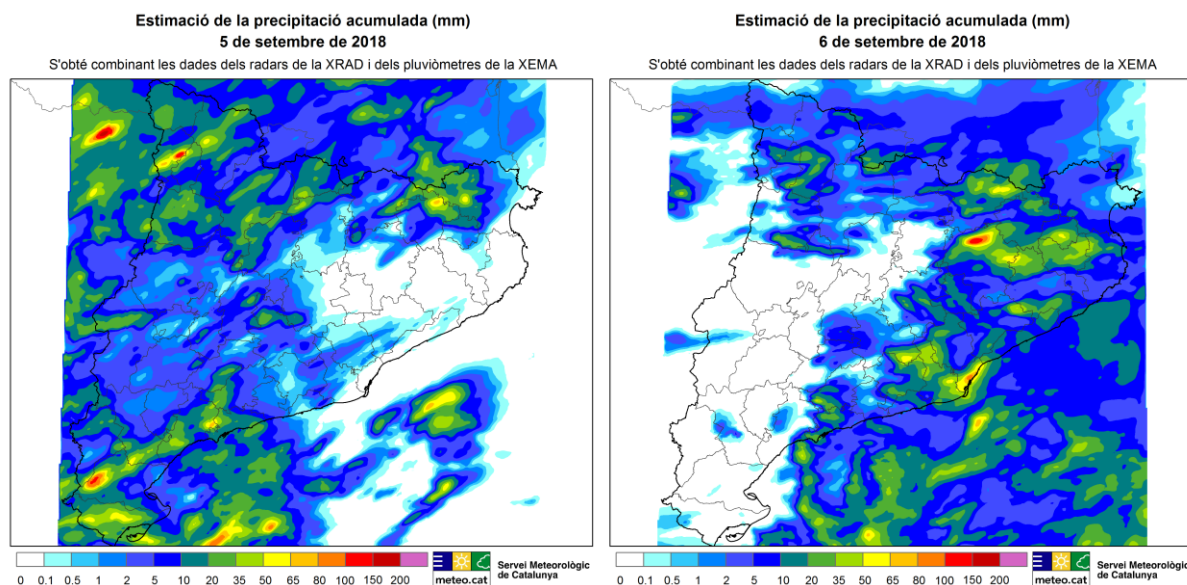 Estimació de la precipitació acumulada (mm)
5 de setembre de 2018
S'obté combinant les dades dels radars de la XRAD i dels pluviòmetres de la XEMA
0 0.1 0.5 1 2 5 10 20 35 50 65 80 100 150 200
meteo.cat
Servei Meteorològic
de Catalunya
Estimació de la precipitació acumulada (mm)
6 de setembre de 2018
S'obté combinant les dades dels radars de la XRAD i dels pluviòmetres de la XEMA
0 0.1 0.5 1 2 5 10 20 35 50 65 80 100 150 200
meteo.cat
Servei Meteorològic
de Catalunya